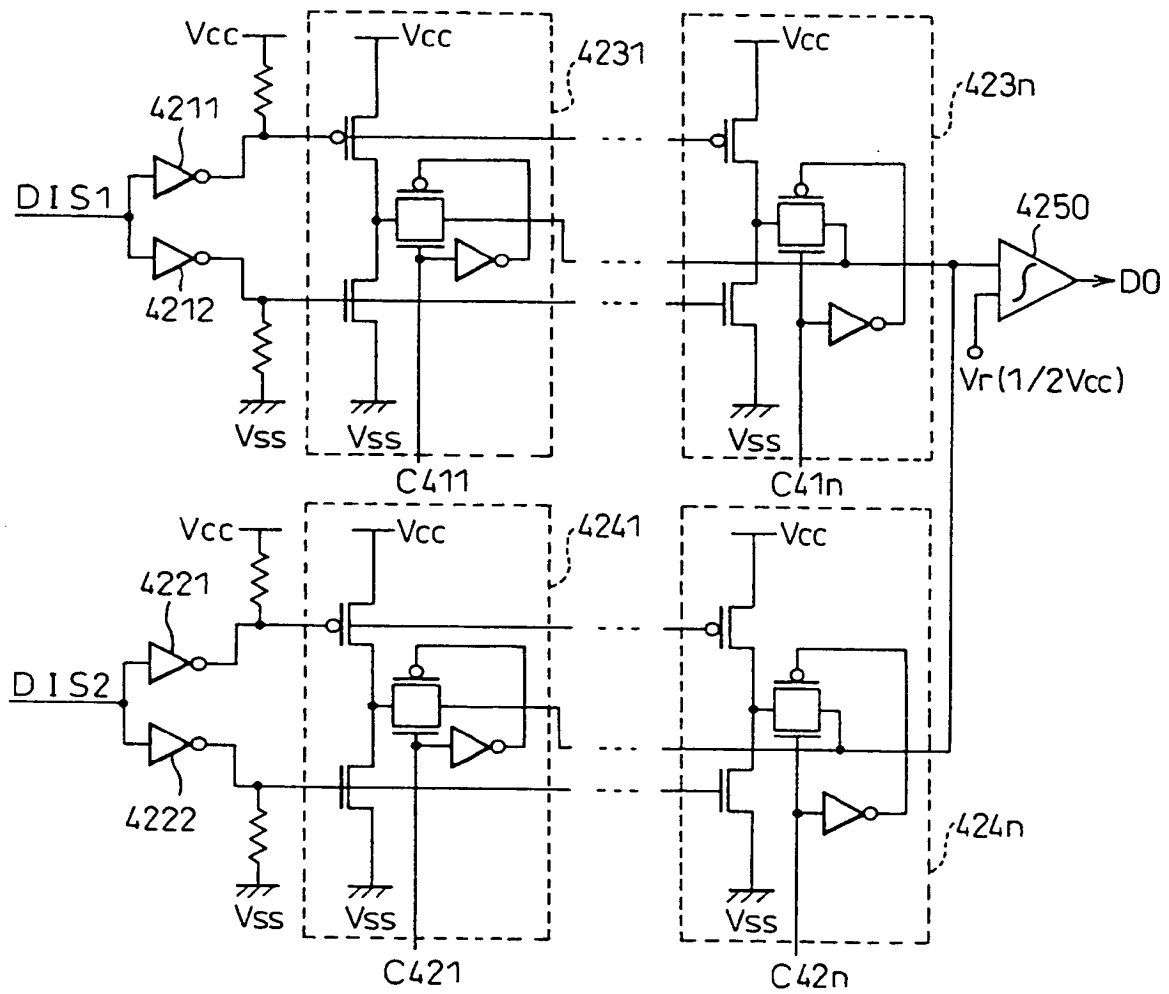 Vcc
Vcc
4231
Vcc
423n
4211
DIS1
4212
4250
DO
Vr(1/2Vcc)
Vss
Vss
Vss
C411
C41n
Vcc
Vcc
4241
Vcc
4221
DIS2
4222
424n
Vss
Vss
Vss
C421
C42n